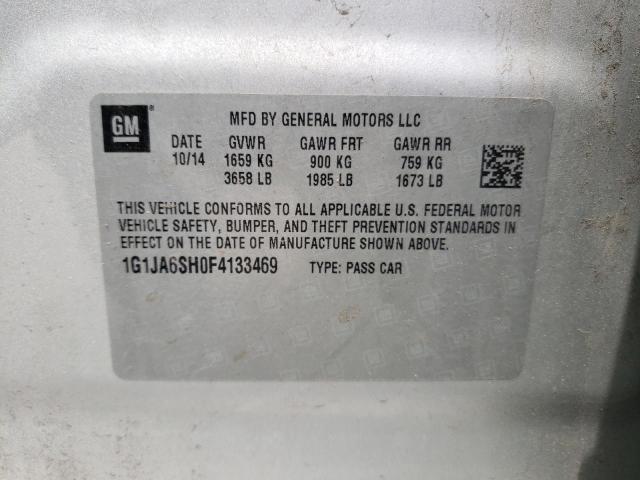 GM
MFD BY GENERAL MOTORS LLC
DATE GVWR GAWR FRT GAWR RR
10/14 1659 KG 900 KG 759 KG
3658 LB 1985 LB 1673 LB
THIS VEHICLE CONFORMS TO ALL APPLICABLE U.S. FEDERAL MOTOR
VEHICLE SAFETY, BUMPER, AND THEFT PREVENTION STANDARDS IN
EFFECT ON THE DATE OF MANUFACTURE SHOWN ABOVE.
1G1JA6SH0F4133469 TYPE: PASS CAR